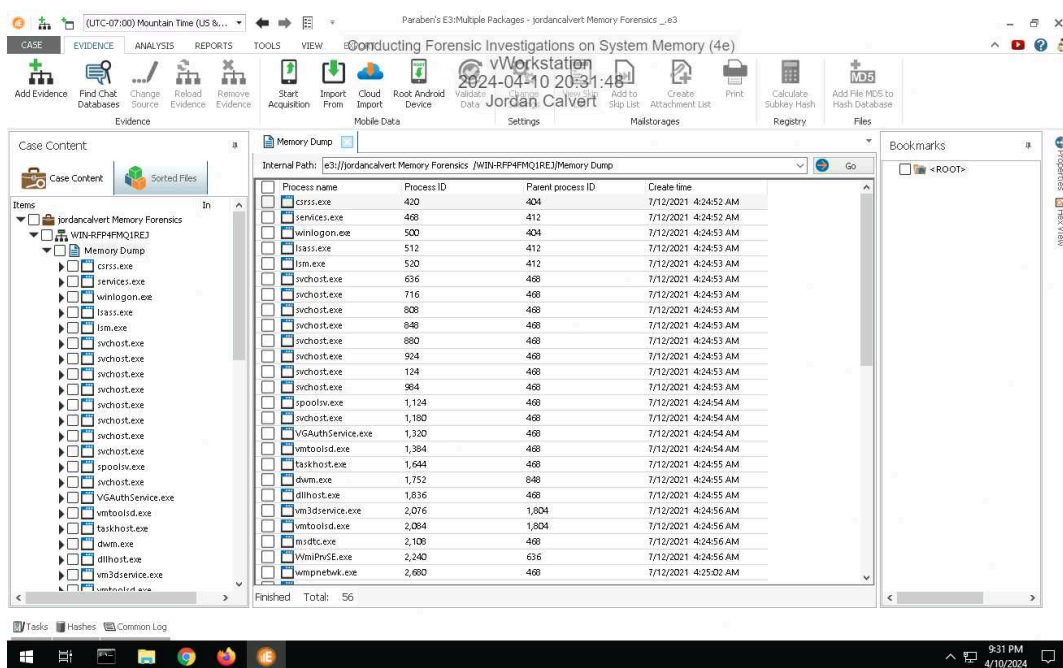 (UTC-07:00) Mountain Time (US &...
Paraben's E3:Multiple Packages - jordancalvert Memory Forensics _.e3
CASE EVIDENCE ANALYSIS REPORTS TOOLS VIEW
Conducting Forensic Investigations on System Memory (4e)
vWorkstation
2024-04-10 20:31:48
Jordan Calvert
Add Evidence
Find Chat Databases
Change Source
Reload Evidence
Remove Evidence
Start Acquisition
Import From
Cloud Import
Root Android Device
Validate Data
Add to Skip List
Create Attachment List
Print
Calculate Subkey Hash
MD5
Add File MD5 to Hash Database
Evidence Mobile Data Settings Mailstorages Registry Files
Case Content
Case Content Sorted Files
Items In
jordancalvert Memory Forensics
WIN-RFP4FMQ1REJ
Memory Dump
csrss.exe
services.exe
winlogon.exe
lsass.exe
lsm.exe
svchost.exe
svchost.exe
svchost.exe
svchost.exe
svchost.exe
svchost.exe
svchost.exe
svchost.exe
spoolsv.exe
svchost.exe
VGAuthService.exe
vmtoolsd.exe
taskhost.exe
dwm.exe
dllhost.exe
vm3dservice.exe
vmtoolsd.exe
Memory Dump
Internal Path: e3://jordancalvert Memory Forensics /WIN-RFP4FMQ1REJ/Memory Dump Go
Process name Process ID Parent process ID Create time
csrss.exe 420 404 7/12/2021 4:24:52 AM
services.exe 468 412 7/12/2021 4:24:52 AM
winlogon.exe 500 404 7/12/2021 4:24:53 AM
lsass.exe 512 412 7/12/2021 4:24:53 AM
lsm.exe 520 412 7/12/2021 4:24:53 AM
svchost.exe 636 468 7/12/2021 4:24:53 AM
svchost.exe 716 468 7/12/2021 4:24:53 AM
svchost.exe 808 468 7/12/2021 4:24:53 AM
svchost.exe 848 468 7/12/2021 4:24:53 AM
svchost.exe 880 468 7/12/2021 4:24:53 AM
svchost.exe 924 468 7/12/2021 4:24:53 AM
svchost.exe 124 468 7/12/2021 4:24:53 AM
svchost.exe 984 468 7/12/2021 4:24:53 AM
spoolsv.exe 1,124 468 7/12/2021 4:24:54 AM
svchost.exe 1,180 468 7/12/2021 4:24:54 AM
VGAuthService.exe 1,320 468 7/12/2021 4:24:54 AM
vmtoolsd.exe 1,384 468 7/12/2021 4:24:54 AM
taskhost.exe 1,644 468 7/12/2021 4:24:55 AM
dwm.exe 1,752 848 7/12/2021 4:24:55 AM
dllhost.exe 1,836 468 7/12/2021 4:24:55 AM
vm3dservice.exe 2,076 1,804 7/12/2021 4:24:56 AM
vmtoolsd.exe 2,084 1,804 7/12/2021 4:24:56 AM
msdtc.exe 2,108 468 7/12/2021 4:24:56 AM
WmiPrvSE.exe 2,240 636 7/12/2021 4:24:56 AM
wmpnetwk.exe 2,680 468 7/12/2021 4:25:02 AM
Finished Total: 56
Bookmarks
<ROOT>
Properties
Hex View
Tasks Hashes Common Log
9:31 PM
4/10/2024